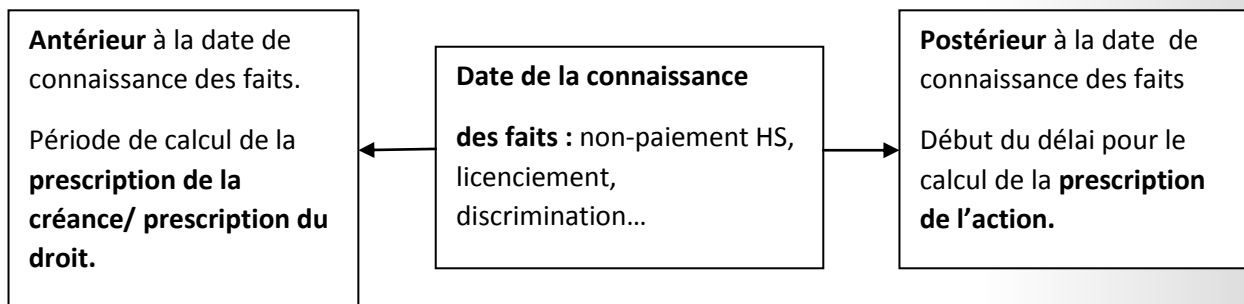 Antérieur à la date de
connaissance des faits.
Période de calcul de la
prescription de la
créance/ prescription du
droit.
Date de la connaissance
des faits : non-paiement HS,
licenciement,
discrimination…
Postérieur à la date de
connaissance des faits
Début du délai pour le
calcul de la prescription
de l’action.